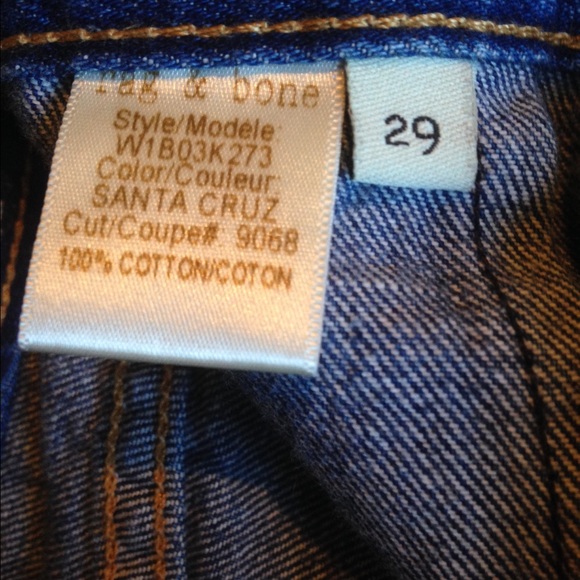 rag & bone
Style/Modele:
W1B03K273
Color/Couleur:
SANTA CRUZ
Cut/Coupe#: 9068
100% COTTON/COTON
29